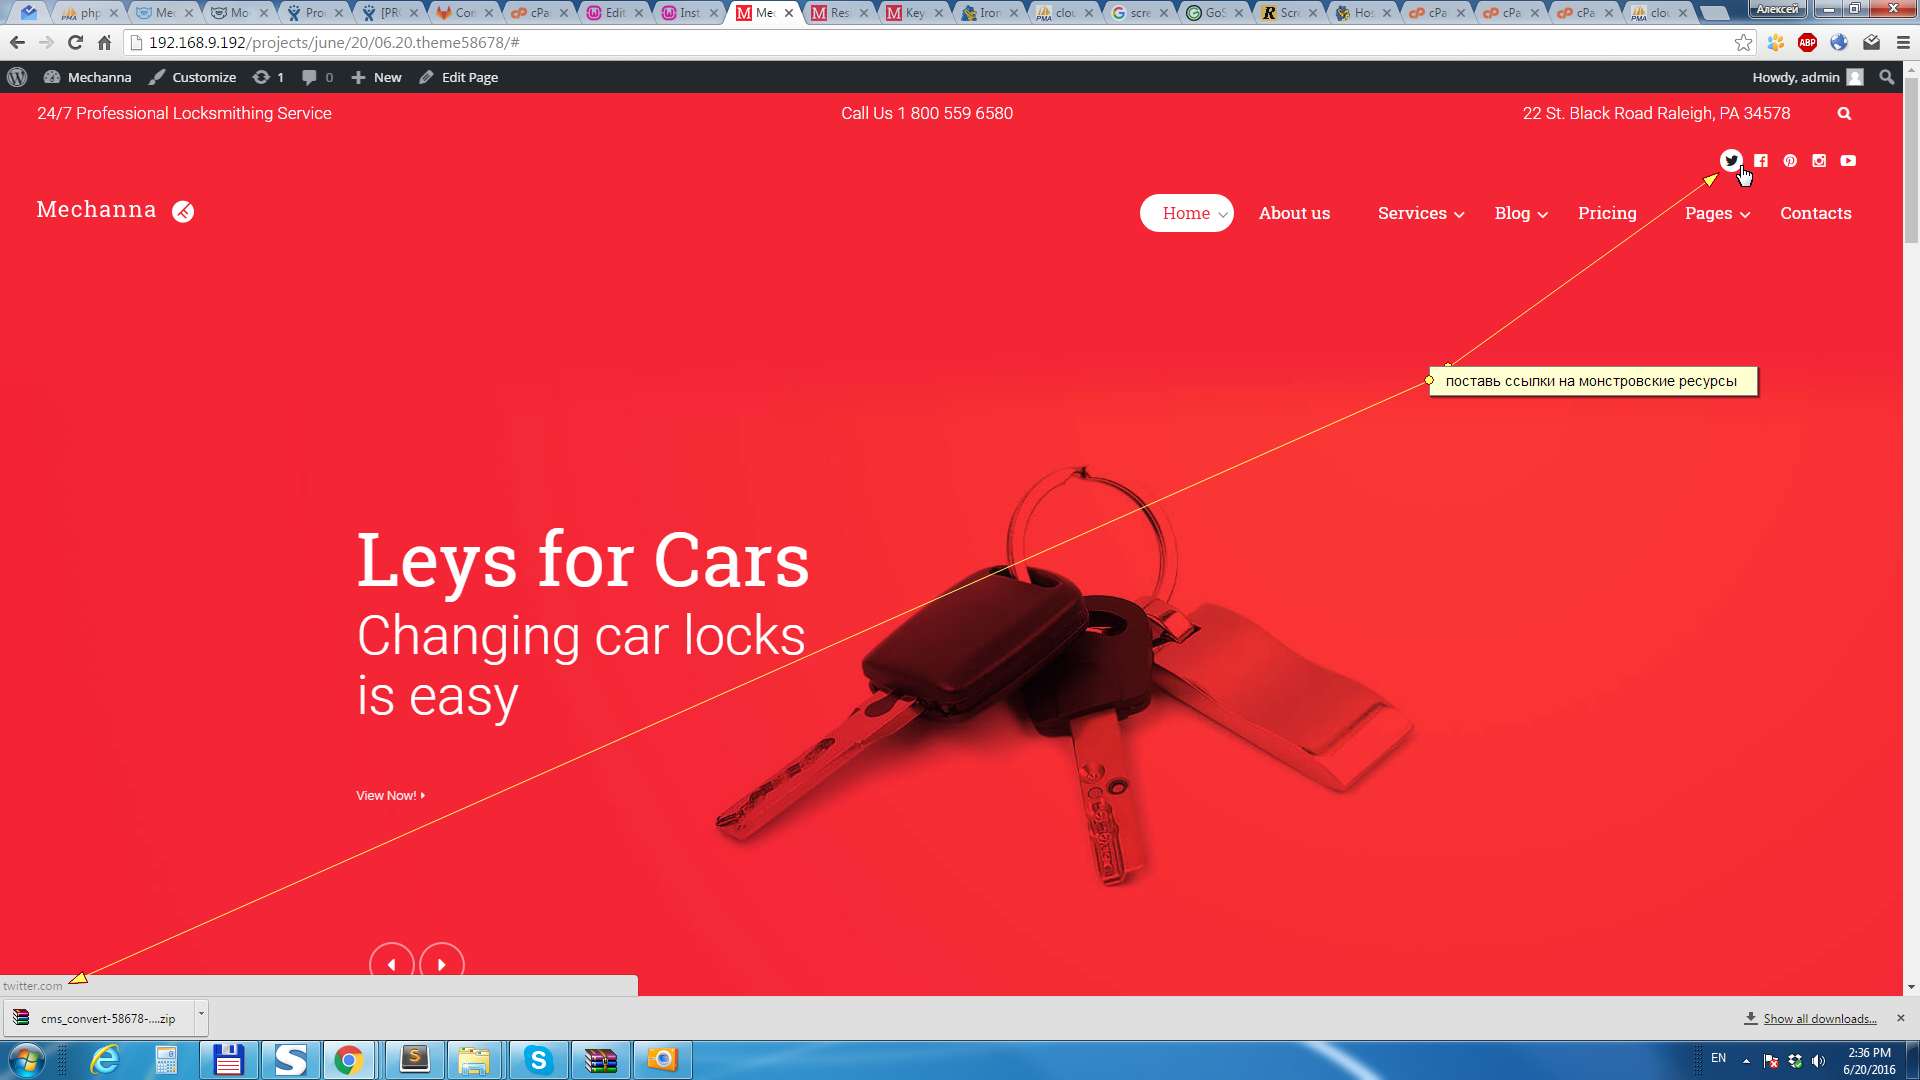 php
Mec
Mo
Pro
[PR
Con
cPa
Edit
Inst
Mec
Res
Key
Iron
clou
scre
GoS
Scre
Hos
cPa
cPa
cPa
clou
Алексей
192.168.9.192/projects/june/20/06.20.theme58678/#
ABP
Mechanna
Customize
1
0
New
Edit Page
Howdy, admin
24/7 Professional Locksmithing Service
Call Us 1 800 559 6580
22 St. Black Road Raleigh, PA 34578
Mechanna
Home
About us
Services
Blog
Pricing
Pages
Contacts
поставь ссылки на монстровские ресурсы
Leys for Cars
Changing car locks
is easy
View Now!
twitter.com
cms_convert-58678-....zip
Show all downloads...
EN
2:36 PM
6/20/2016